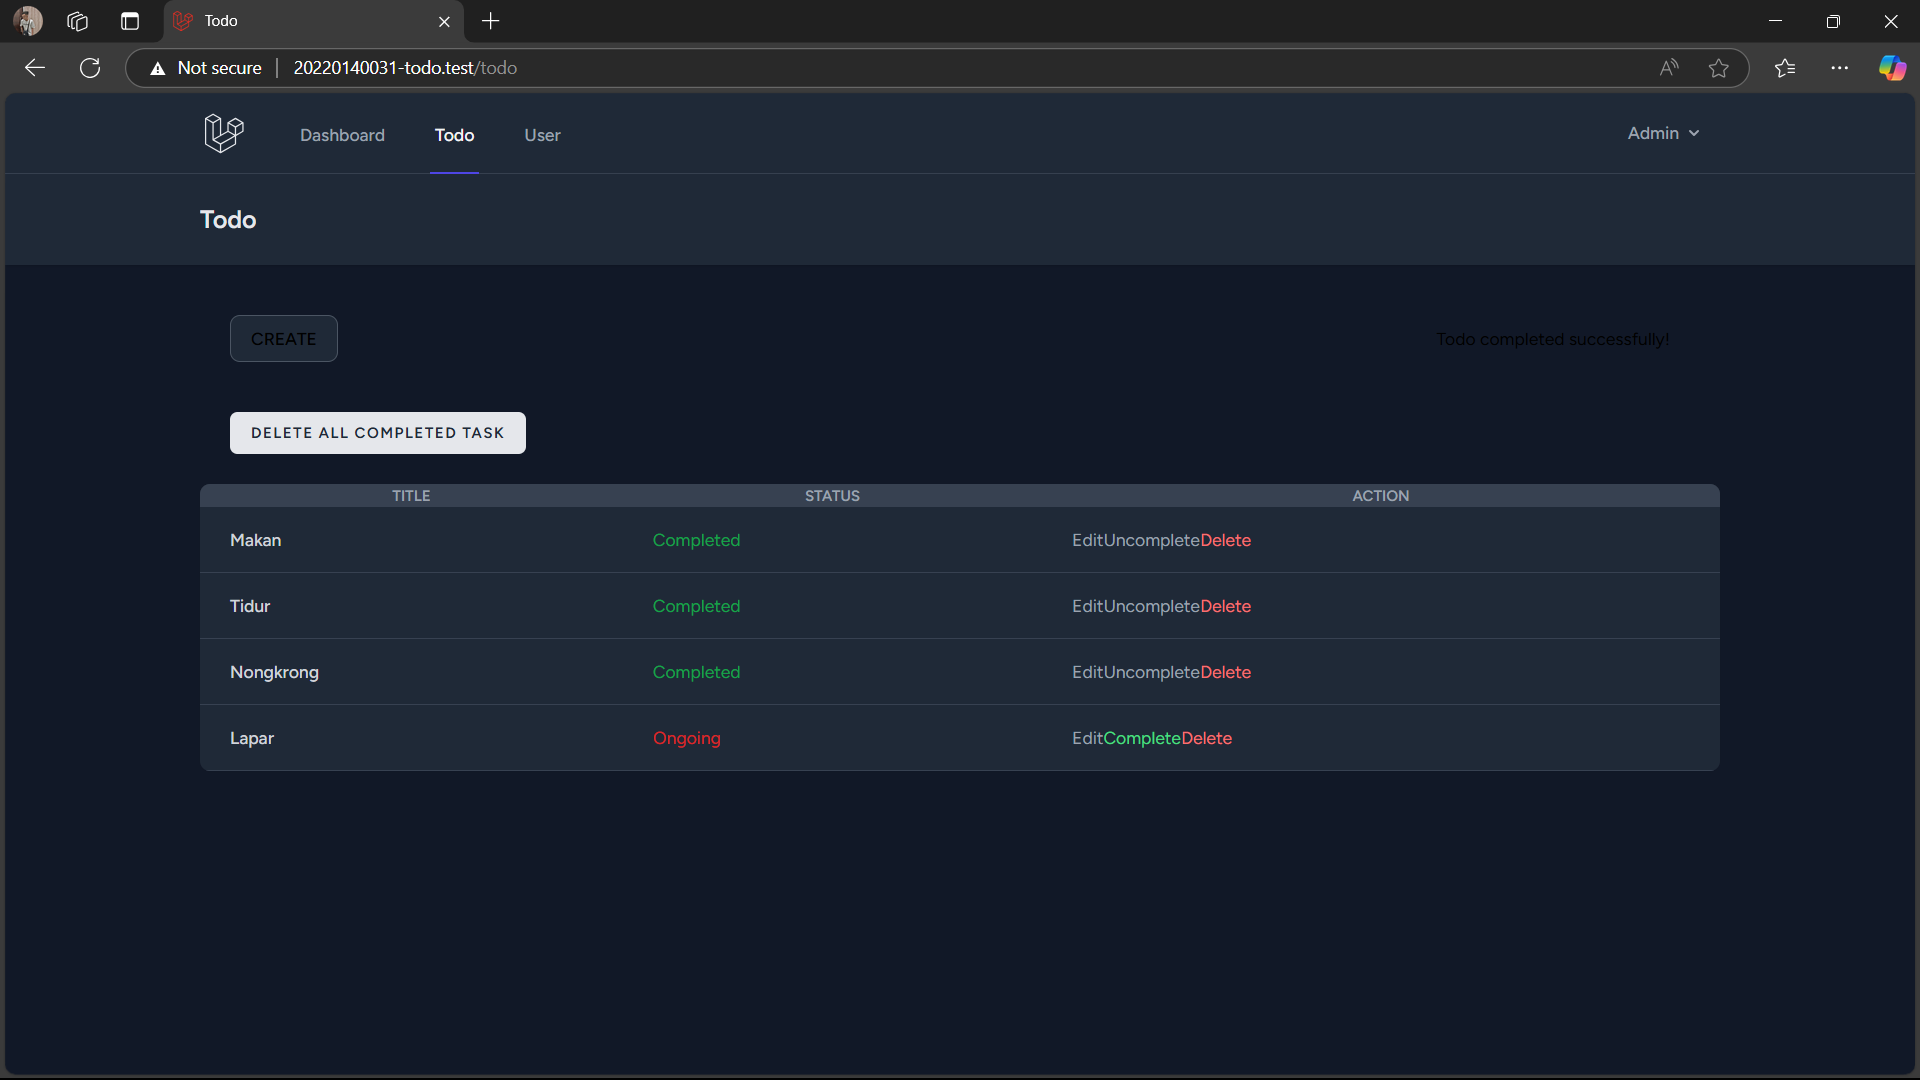 Todo
Not secure 20220140031-todo.test/todo
Dashboard Todo User Admin
Todo
CREATE Todo completed successfully!
DELETE ALL COMPLETED TASK
TITLE STATUS ACTION
Makan Completed EditUncompleteDelete
Tidur Completed EditUncompleteDelete
Nongkrong Completed EditUncompleteDelete
Lapar Ongoing EditCompleteDelete